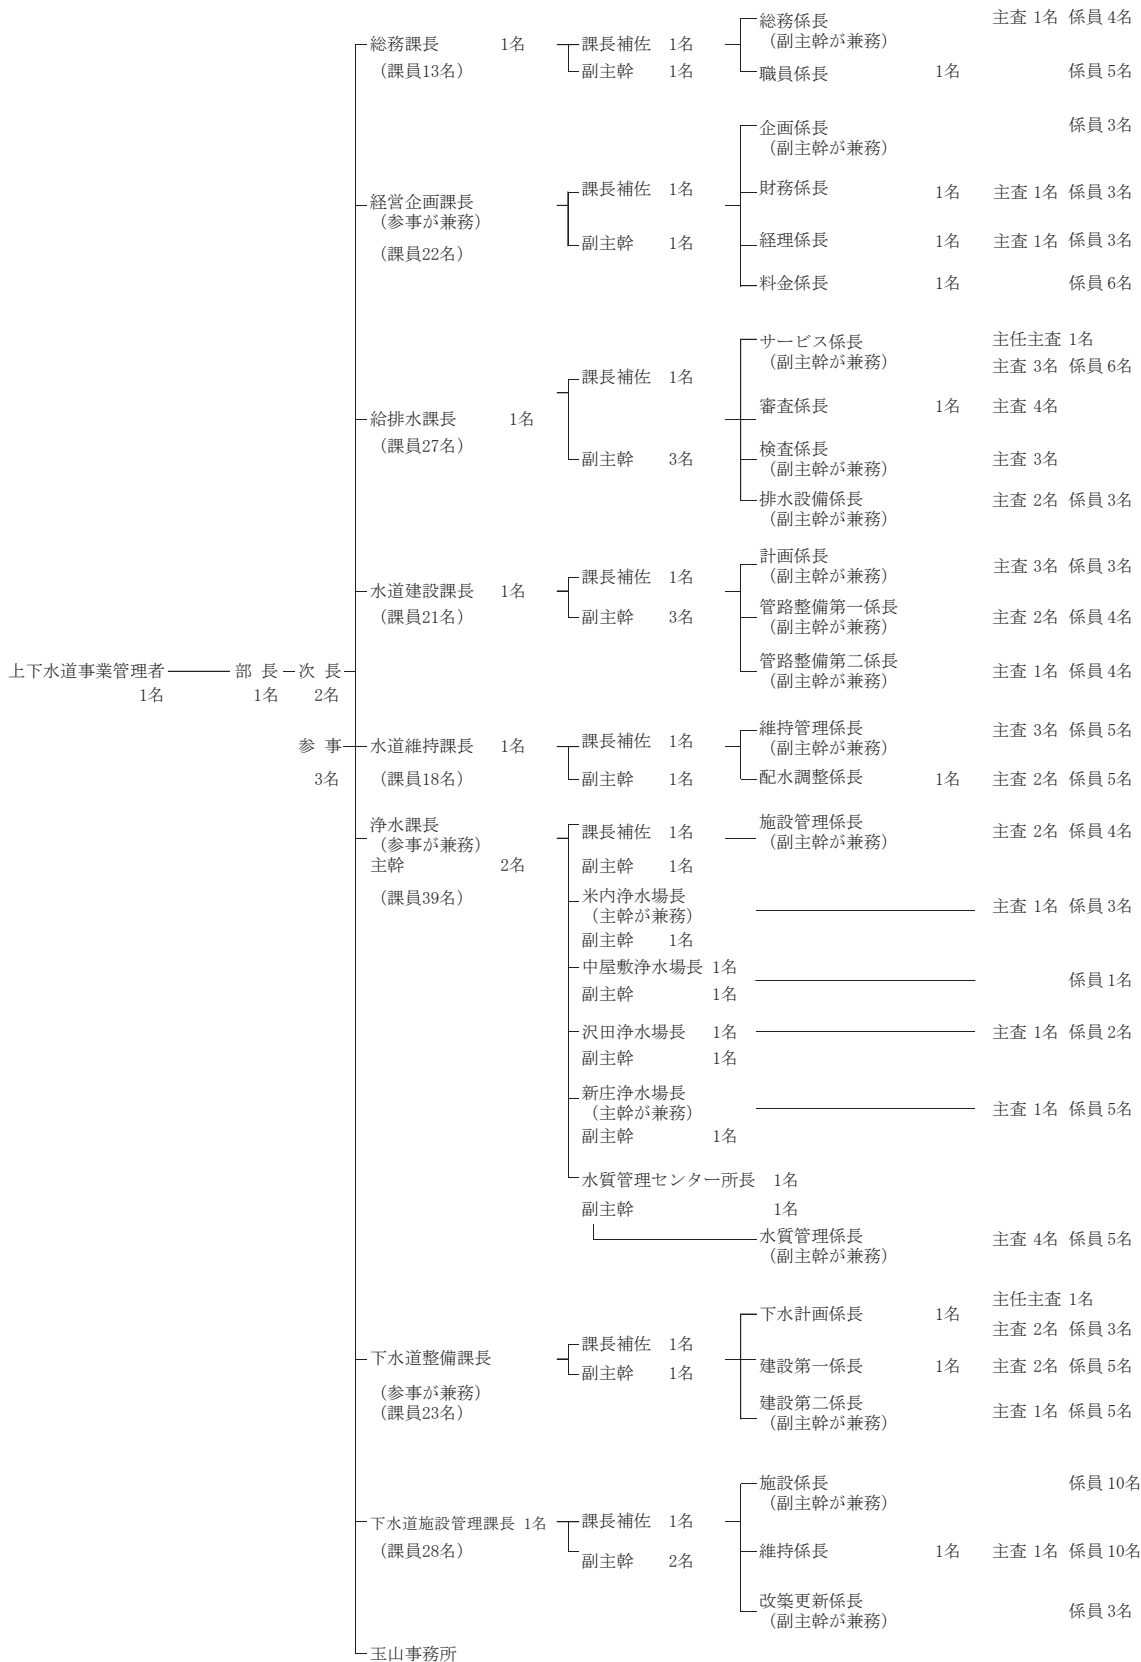 上下水道事業管理者
1名
部 長
1名
次 長
2名
参 事
3名
総務課長 1名
（課員13名）
課長補佐 1名
副主幹 1名
総務係長
（副主幹が兼務）
主査 1名 係員 4名
職員係長 1名 係員 5名
経営企画課長
（参事が兼務）
（課員22名）
課長補佐 1名
副主幹 1名
企画係長
（副主幹が兼務）
係員 3名
財務係長 1名 主査 1名 係員 3名
経理係長 1名 主査 1名 係員 3名
料金係長 1名 係員 6名
給排水課長 1名
（課員27名）
課長補佐 1名
副主幹 3名
サービス係長
（副主幹が兼務）
主任主査 1名
主査 3名 係員 6名
審査係長 1名 主査 4名
検査係長
（副主幹が兼務）
主査 3名
排水設備係長
（副主幹が兼務）
主査 2名 係員 3名
水道建設課長 1名
（課員21名）
課長補佐 1名
副主幹 3名
計画係長
（副主幹が兼務）
主査 3名 係員 3名
管路整備第一係長
（副主幹が兼務）
主査 2名 係員 4名
管路整備第二係長
（副主幹が兼務）
主査 1名 係員 4名
水道維持課長 1名
（課員18名）
課長補佐 1名
副主幹 1名
維持管理係長
（副主幹が兼務）
主査 3名 係員 5名
配水調整係長 1名 主査 2名 係員 5名
浄水課長
（参事が兼務）
主幹 2名
（課員39名）
課長補佐 1名
副主幹 1名
施設管理係長
（副主幹が兼務）
主査 2名 係員 4名
米内浄水場長
（主幹が兼務）
副主幹 1名
主査 1名 係員 3名
中屋敷浄水場長 1名
副主幹 1名
係員 1名
沢田浄水場長 1名
副主幹 1名
主査 1名 係員 2名
新庄浄水場長
（主幹が兼務）
副主幹 1名
主査 1名 係員 5名
水質管理センター所長 1名
副主幹 1名
水質管理係長
（副主幹が兼務）
主査 4名 係員 5名
下水道整備課長
（参事が兼務）
（課員23名）
課長補佐 1名
副主幹 1名
下水計画係長 1名
主任主査 1名
主査 2名 係員 3名
建設第一係長 1名 主査 2名 係員 5名
建設第二係長
（副主幹が兼務）
主査 1名 係員 5名
下水道施設管理課長 1名
（課員28名）
課長補佐 1名
副主幹 2名
施設係長
（副主幹が兼務）
係員 10名
維持係長 1名 主査 1名 係員 10名
改築更新係長
（副主幹が兼務）
係員 3名
玉山事務所